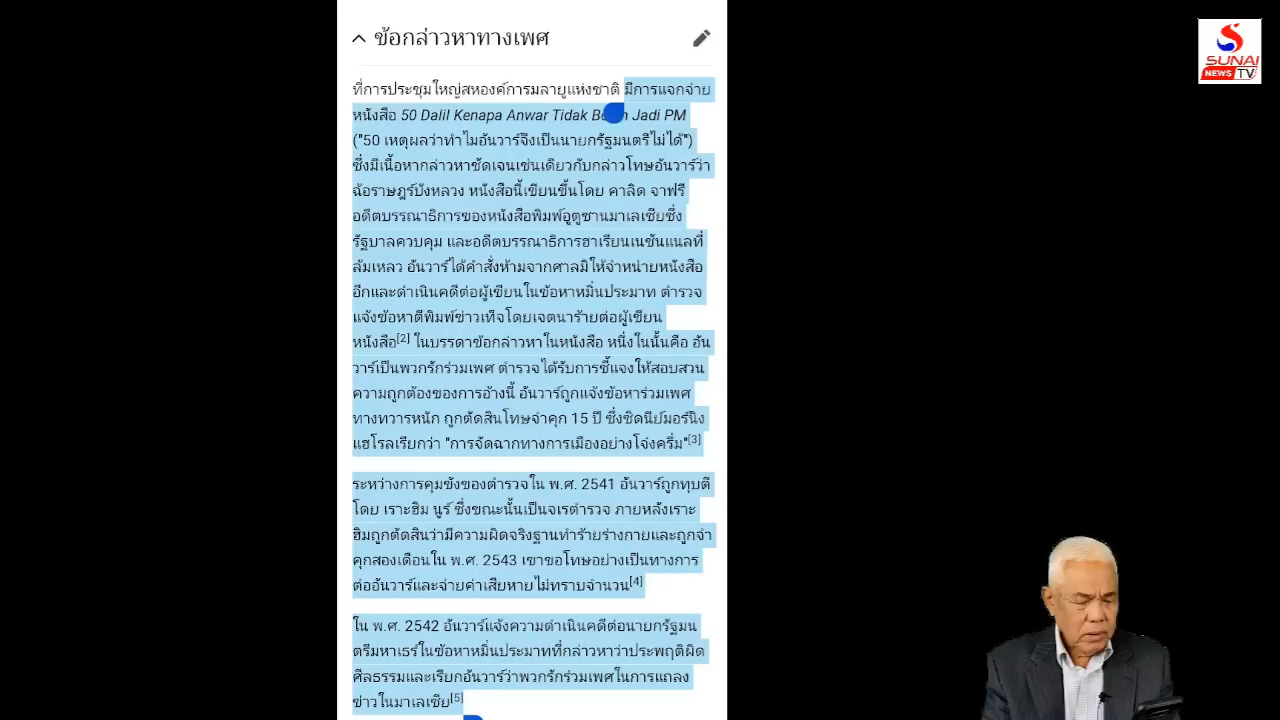 ข้อกล่าวหาทางเพศ
SUNAI
NEWS TV
ที่การประชุมใหญ่สหองค์การมลายูแห่งชาติ มีการแจกจ่าย
หนังสือ 50 Dalil Kenapa Anwar Tidak Jadi PM
("50 เหตุผลว่าทำไมอันวาร์จึงเป็นนายกรัฐมนตรีไม่ได้")
ซึ่งมีเนื้อหากล่าวหาชัดเจนเช่นเดียวกับกล่าวโทษอันวาร์ว่า
ฉ้อราษฎร์บังหลวง หนังสือนี้เขียนขึ้นโดย คาลิด จาฟรี
อดีตบรรณาธิการของหนังสือพิมพ์อูตูซานมาเลเซียซึ่ง
รัฐบาลควบคุม และอดีตบรรณาธิการฮาเรียนเนชันแนลที่
ล้มเหลว อันวาร์ได้คำสั่งห้ามจากศาลมิให้จำหน่ายหนังสือ
อีกและดำเนินคดีต่อผู้เขียนในข้อหาหมิ่นประมาท ตำรวจ
แจ้งข้อหาตีพิมพ์ข่าวเท็จโดยเจตนาร้ายต่อผู้เขียน
หนังสือ[2] ในบรรดาข้อกล่าวหาในหนังสือ หนึ่งในนั้นคือ อัน
วาร์เป็นพวกรักร่วมเพศ ตำรวจได้รับการชี้แจงให้สอบสวน
ความถูกต้องของการอ้างนี้ อันวาร์ถูกแจ้งข้อหาร่วมเพศ
ทางทวารหนัก ถูกตัดสินโทษจำคุก 15 ปี ซึ่งซิดนีย์มอร์นิง
แฮโรลเรียกว่า "การจัดฉากทางการเมืองอย่างโจ่งครึ่ม"[3]
ระหว่างการคุมขังของตำรวจใน พ.ศ. 2541 อันวาร์ถูกทุบตี
โดย เราะฮิม นูร์ ซึ่งขณะนั้นเป็นจเรตำรวจ ภายหลังเราะ
ฮิมถูกตัดสินว่ามีความผิดจริงฐานทำร้ายร่างกายและถูกจำ
คุกสองเดือนใน พ.ศ. 2543 เขาขอโทษอย่างเป็นทางการ
ต่ออันวาร์และจ่ายค่าเสียหายไม่ทราบจำนวน[4]
ใน พ.ศ. 2542 อันวาร์แจ้งความดำเนินคดีต่อนายกรัฐมน
ตรีมหาเธร์ในข้อหาหมิ่นประมาทที่กล่าวหาว่าประพฤติผิด
ศีลธรรมและเรียกอันวาร์ว่าพวกรักร่วมเพศในการแถลง
ข่าวในมาเลเซีย[5]